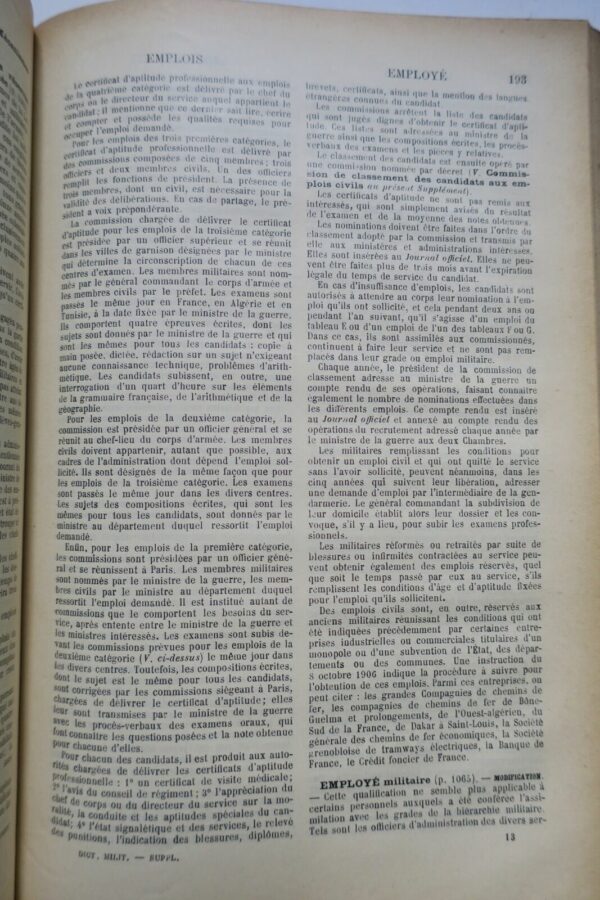 EMPLOIS
EMPLOYÉ 193
Le certificat d'aptitude professionnelle aux emplois
de la quatrième catégorie est délivré par le chef du
corps ou le directeur du service auquel appartient le
candidat; il mentionne que ce dernier sait lire, écrire
et compter et possède les qualités requises pour
occuper l'emploi demandé.
Pour les emplois des trois premières catégories, le
certificat d'aptitude professionnelle est délivré par
des commissions composées de cinq membres : trois
officiers et deux membres civils. Un des officiers
remplit les fonctions de président. La présence de
trois membres, dont un civil, est nécessaire pour la
validité des délibérations. En cas de partage, le pré-
sident a voix prépondérante.
La commission chargée de délivrer le certificat
d'aptitude pour les emplois de la troisième catégorie
est présidée par un officier supérieur et se réunit
dans les villes de garnison désignées par le ministre
qui détermine la circonscription de chacun de ces
centres d'examen. Les membres militaires sont nom-
més par le général commandant le corps d'armée et
les membres civils par le préfet. Les examens sont
passés le même jour en France, en Algérie et en
Tunisie, à la date fixée par le ministre de la guerre.
Ils comportent quatre épreuves écrites, dont les
sujets sont donnés par le ministre de la guerre et qui
sont les mêmes pour tous les candidats : copie à
main posée, dictée, rédaction sur un sujet n'exigeant
aucune connaissance technique, problèmes d'arith-
métique. Les candidats subissent, en outre, une
interrogation d'un quart d'heure sur les éléments
de la grammaire française, de l'arithmétique et de la
géographie.
Pour les emplois de la deuxième catégorie, la
commission est présidée par un officier général et se
réunit au chef-lieu du corps d'armée. Les membres
civils doivent appartenir, autant que possible, aux
cadres de l'administration dont dépend l'emploi sol-
licité. Ils sont désignés de la même façon que pour
les emplois de la troisième catégorie. Les examens
sont passés le même jour dans les divers centres.
Les sujets des compositions écrites, qui sont les
mêmes pour tous les candidats, sont donnés par le
ministre au département duquel ressortit l'emploi
demandé.
Enfin, pour les emplois de la première catégorie,
les commissions sont présidées par un officier géné-
ral et se réunissent à Paris. Les membres militaires
sont nommés par le ministre de la guerre, les mem-
bres civils par le ministre au département duquel
ressortit l'emploi demandé. Il est institué autant de
commissions que le comportent les besoins du ser-
vice, après entente entre le ministre de la guerre et
les ministres intéressés. Les examens sont subis de-
vant les commissions prévues pour les emplois de la
deuxième catégorie (V. ci-dessus) le même jour dans
les divers centres. Toutefois, les compositions écrites,
dont le sujet est le même pour tous les candidats,
sont corrigées par les commissions siégeant à Paris,
chargées de délivrer le certificat d'aptitude; elles
leur sont transmises par le ministre de la guerre
avec les procès-verbaux des examens oraux, qui
font connaître les questions posées et la note obtenue
pour chacune d'elles.
Pour chacun des candidats, il est produit aux auto-
rités chargées de délivrer les certificats d'aptitude
professionnelle : 1° un certificat de visite médicale;
2° l'avis du conseil de régiment; 3° l'appréciation du
chef de corps ou du directeur du service sur la mo-
ralité, la conduite et les aptitudes spéciales du can-
didat; 4° l'état signalétique et des services, le relevé
des punitions, l'indication des blessures, diplômes,
DICT. MILIT. — SUPPL.
brevets, certificats, ainsi que la mention des langues
étrangères connues du candidat.
Les commissions arrêtent la liste des candidats
qui sont jugés dignes d'obtenir le certificat d'apti-
tude. Ces listes sont adressées au ministre de la
guerre ainsi que les compositions écrites, les procès-
verbaux des examens et les pièces y relatives.
Le classement des candidats est ensuite opéré par
une commission nommée par décret (V. Commis-
sion de classement des candidats aux em-
plois civils au présent Supplément).
Les certificats d'aptitude ne sont pas remis aux
intéressés, qui sont simplement avisés du résultat
de l'examen et de la moyenne des notes obtenues.
Les nominations doivent être faites dans l'ordre du
classement adopté par la commission et transmis par
elle aux ministères et administrations intéressés.
Elles sont insérées au Journal officiel. Elles ne peu-
vent être faites plus de trois mois avant l'expiration
légale du temps de service du candidat.
En cas d'insuffisance d'emplois, les candidats sont
autorisés à attendre au corps leur nomination à l'em-
ploi qu'ils ont sollicité, et cela pendant deux ans ou
pendant l'an suivant, qu'il s'agisse d'un emploi du
tableau E ou d'un emploi de l'un des tableaux F ou G.
Dans ce cas, ils sont assimilés aux commissionnés,
continuent à faire leur service et ne sont pas rem-
placés dans leur grade ou emploi militaire.
Chaque année, le président de la commission de
classement adresse au ministre de la guerre un
compte rendu de ses opérations, faisant connaître
également le nombre de nominations effectuées dans
les différents emplois. Ce compte rendu est inséré
au Journal officiel et annexé au compte rendu des
opérations du recrutement adressé chaque année par
le ministre de la guerre aux deux Chambres.
Les militaires remplissant les conditions pour
obtenir un emploi civil et qui ont quitté le service
sans l'avoir sollicité, peuvent néanmoins, dans les
cinq années qui suivent leur libération, adresser
une demande d'emploi par l'intermédiaire de la gen-
darmerie. Le général commandant la subdivision de
leur domicile établit alors leur dossier et les con-
voque, s'il y a lieu, pour subir les examens profes-
sionnels.
Les militaires réformés ou retraités par suite de
blessures ou infirmités contractées au service peu-
vent obtenir également des emplois réservés, quel
que soit le temps passé par eux au service, s'ils
remplissent les conditions d'âge et d'aptitude fixées
pour l'emploi qu'ils sollicitent.
Des emplois civils sont, en outre, réservés aux
anciens militaires réunissant les conditions qui ont
été indiquées précédemment par certaines entre-
prises industrielles ou commerciales titulaires d'un
monopole ou d'une subvention de l'État, des dépar-
tements ou des communes. Une instruction du
8 octobre 1906 indique la procédure à suivre pour
l'obtention de ces emplois. Parmi ces entreprises, on
peut citer : les grandes Compagnies de chemins de
fer, les compagnies de chemins de fer de Bône-
Guelma et prolongements, de l'Ouest-algérien, du
Sud de la France, de Dakar à Saint-Louis, la Société
générale des chemins de fer économiques, la Société
grenobloise de tramways électriques, la Banque de
France, le Crédit foncier de France.
EMPLOYÉ militaire (p. 1065). — MODIFICATION.
— Cette qualification ne semble plus applicable à
certains personnels auxquels a été conférée l'assi-
milation avec les grades de la hiérarchie militaire.
Tels sont les officiers d'administration des divers ser-
13